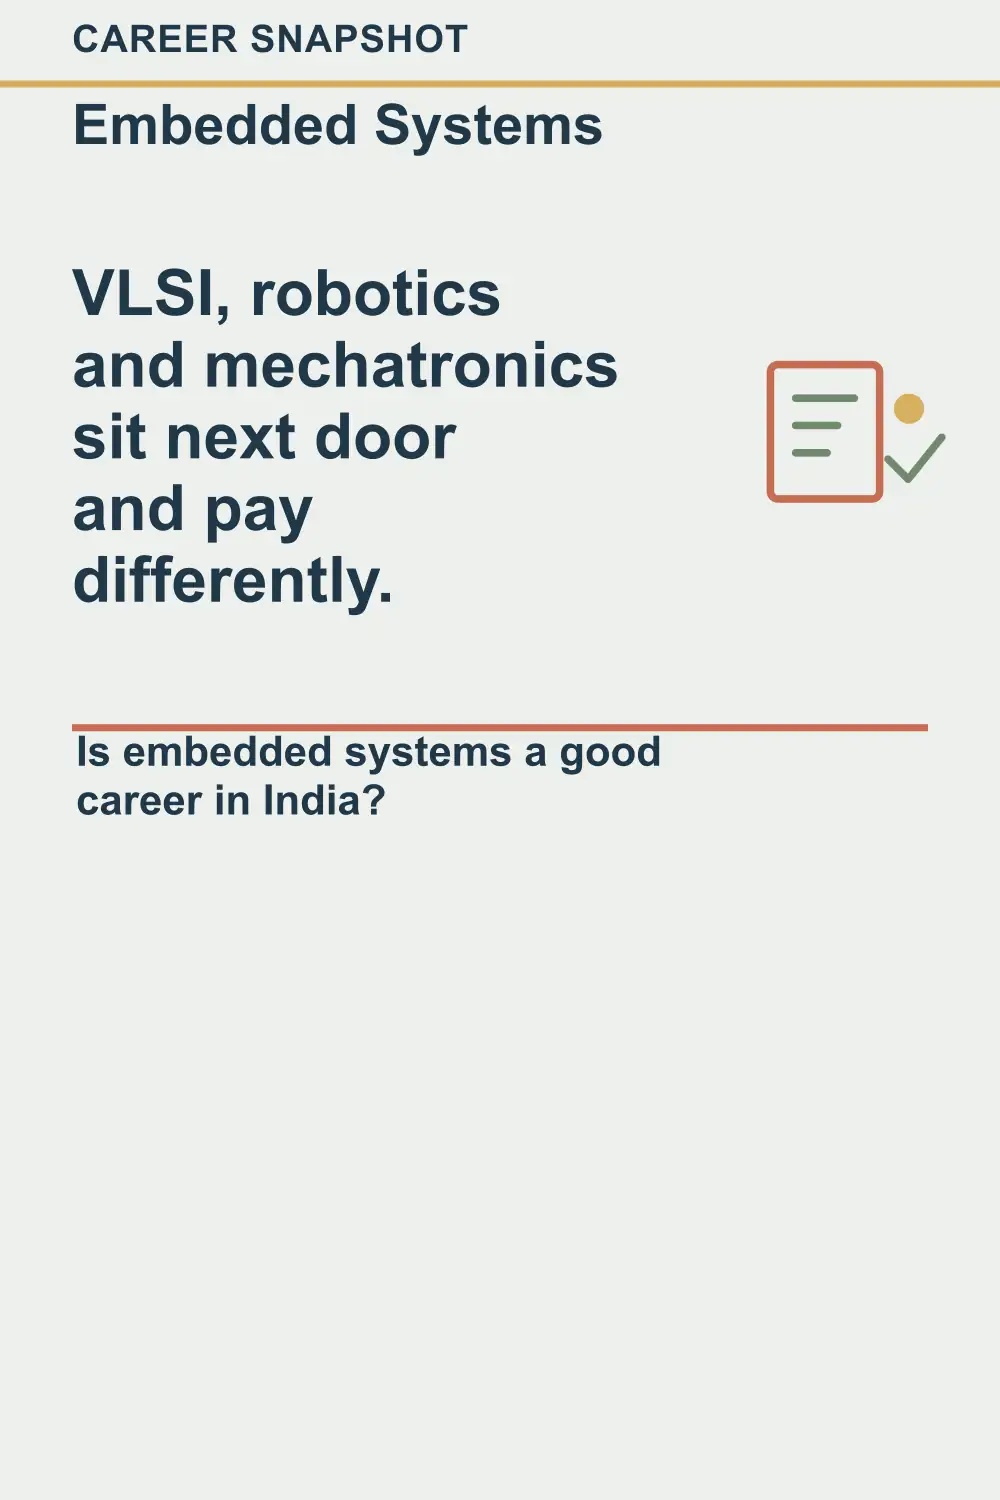 CAREER SNAPSHOT
Embedded Systems
VLSI, robotics
and mechatronics
sit next door
and pay
differently.
Is embedded systems a good
career in India?